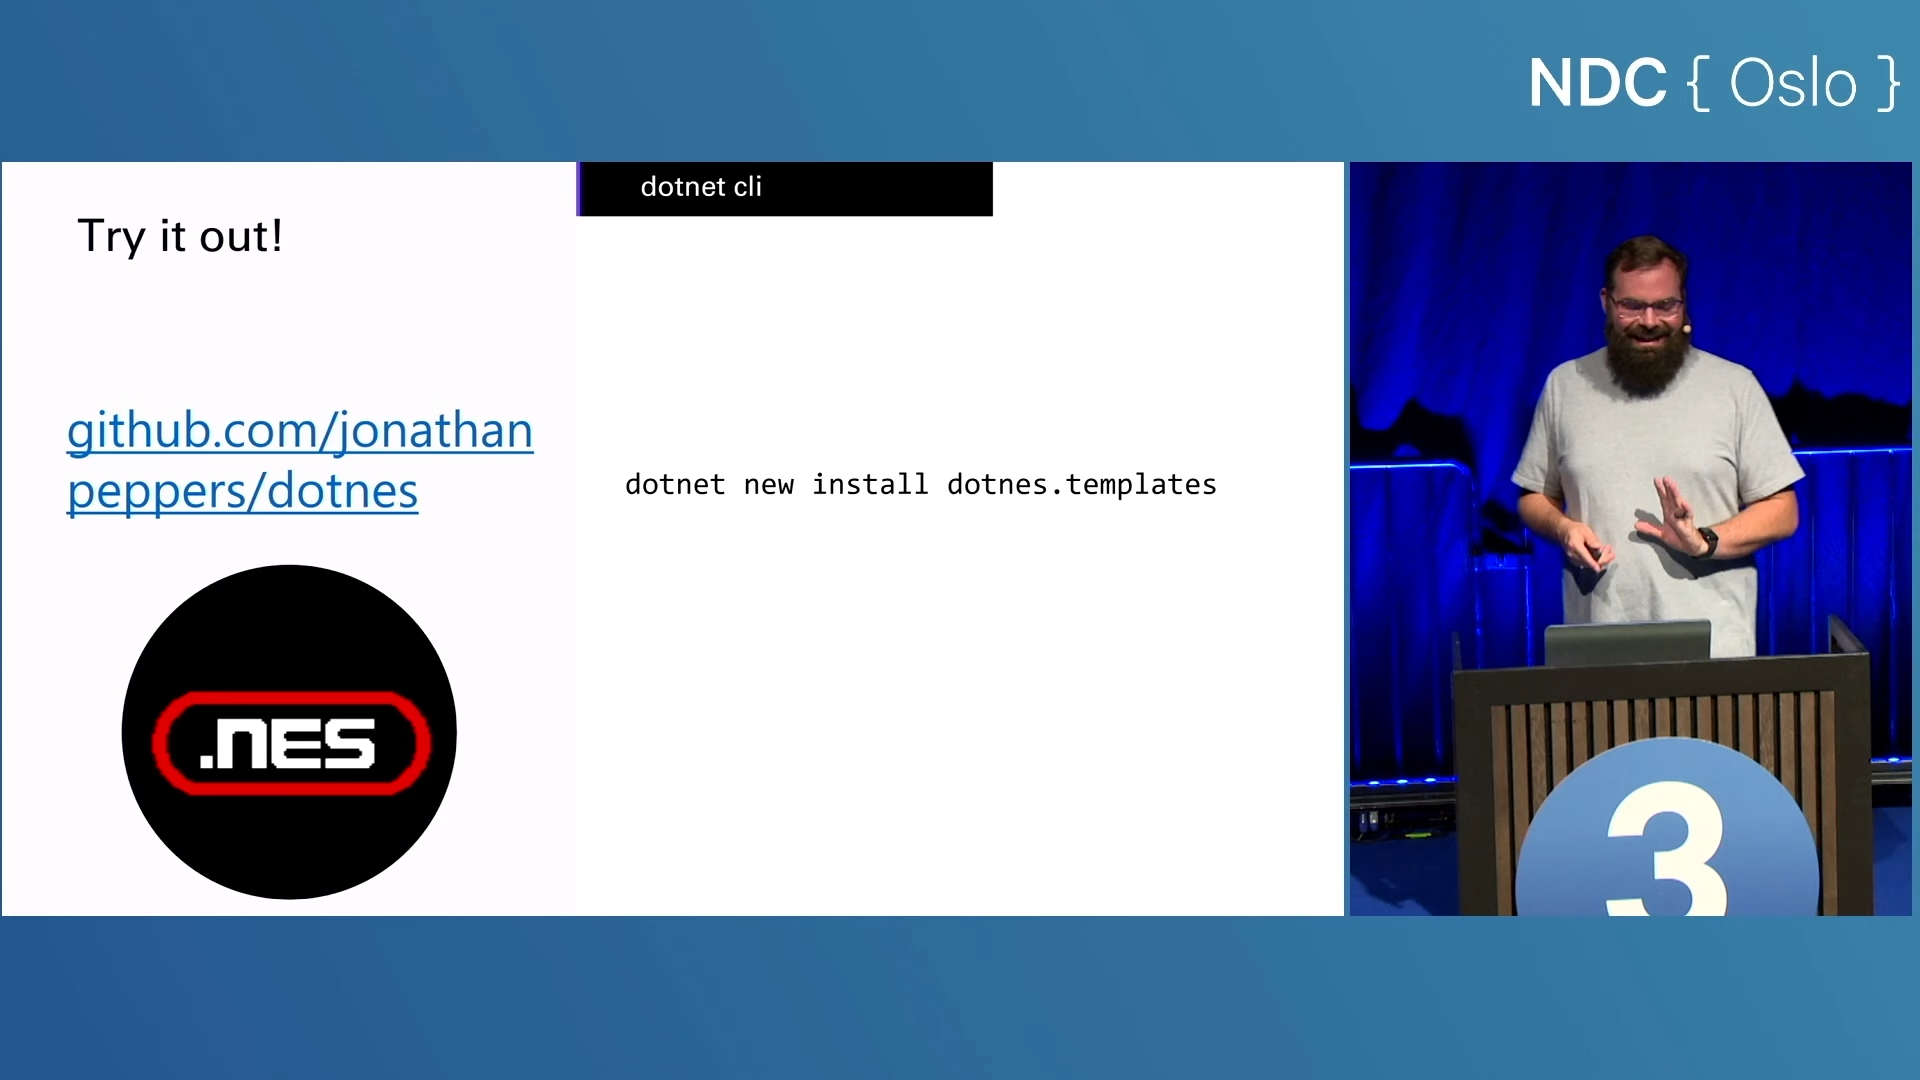 NDC { Oslo }
dotnet cli
Try it out!
github.com/jonathan
peppers/dotnes
dotnet new install dotnes.templates
.nes
3